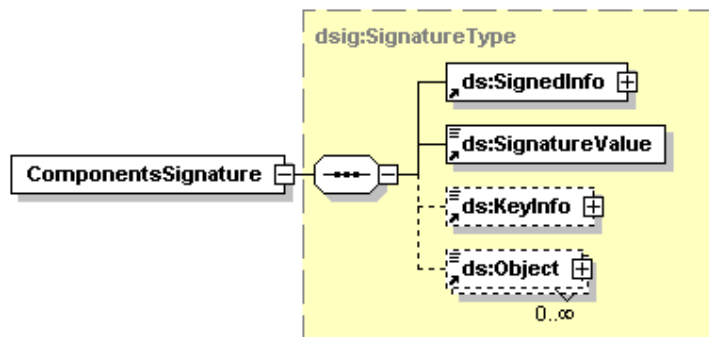 dsig:SignatureType
ds:SignedInfo
ds:SignatureValue
ComponentsSignature
ds:KeyInfo
ds:Object
0..∞